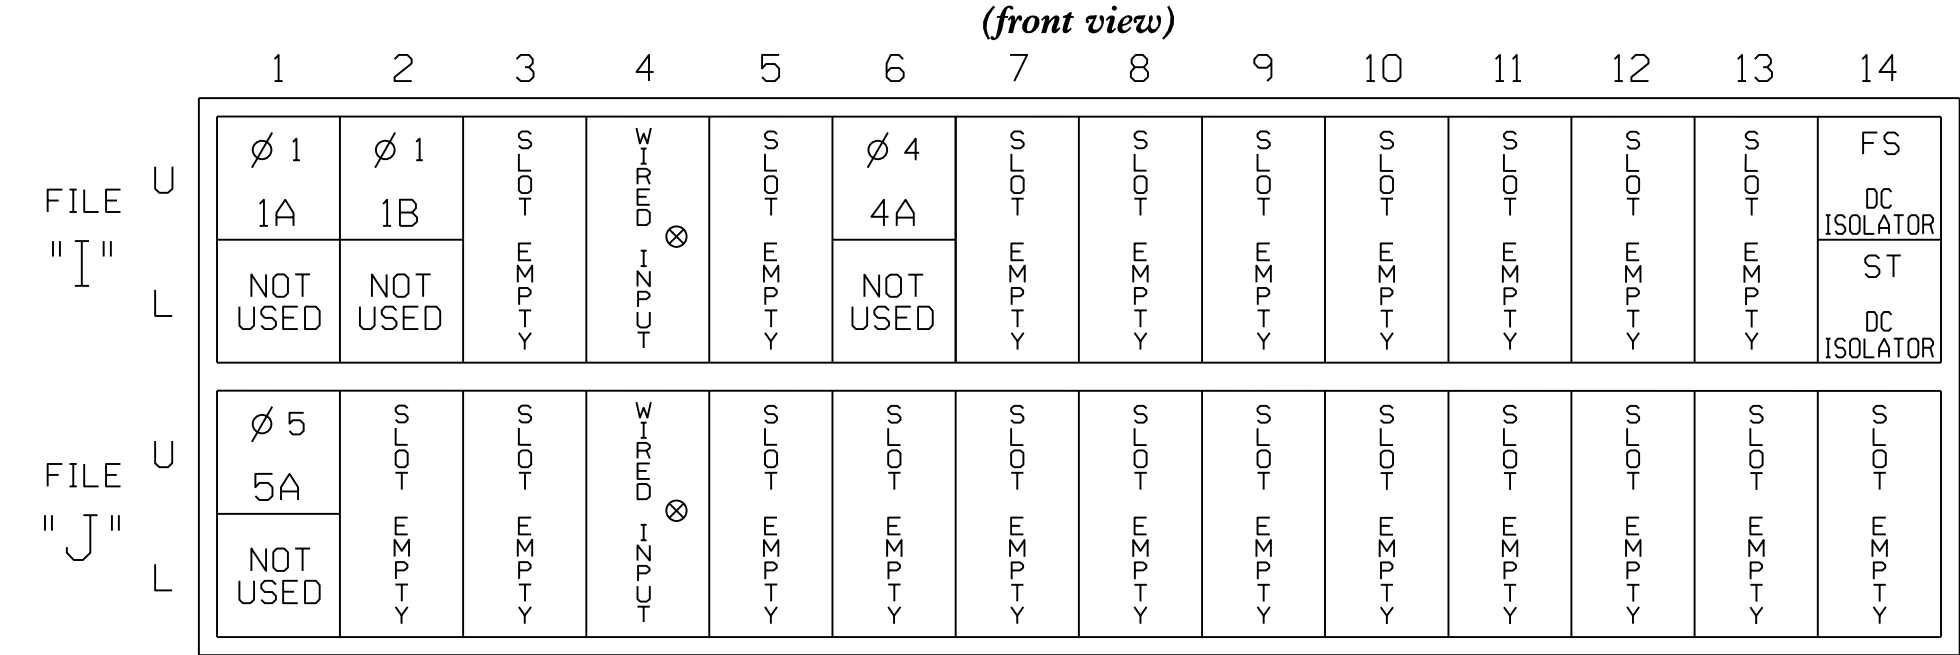 (front view)
1 2 3 4 5 6 7 8 9 10 11 12 13 14
FILE "I"
U
L
Ø 1
1A
NOT USED
Ø 1
1B
NOT USED
SLOT EMPTY
WIRED INPUT
SLOT EMPTY
Ø 4
4A
NOT USED
SLOT EMPTY
SLOT EMPTY
SLOT EMPTY
SLOT EMPTY
SLOT EMPTY
SLOT EMPTY
SLOT EMPTY
FS
DC
ISOLATOR
ST
DC
ISOLATOR
FILE "J"
U
L
Ø 5
5A
NOT USED
SLOT EMPTY
SLOT EMPTY
WIRED INPUT
SLOT EMPTY
SLOT EMPTY
SLOT EMPTY
SLOT EMPTY
SLOT EMPTY
SLOT EMPTY
SLOT EMPTY
SLOT EMPTY
SLOT EMPTY
SLOT EMPTY